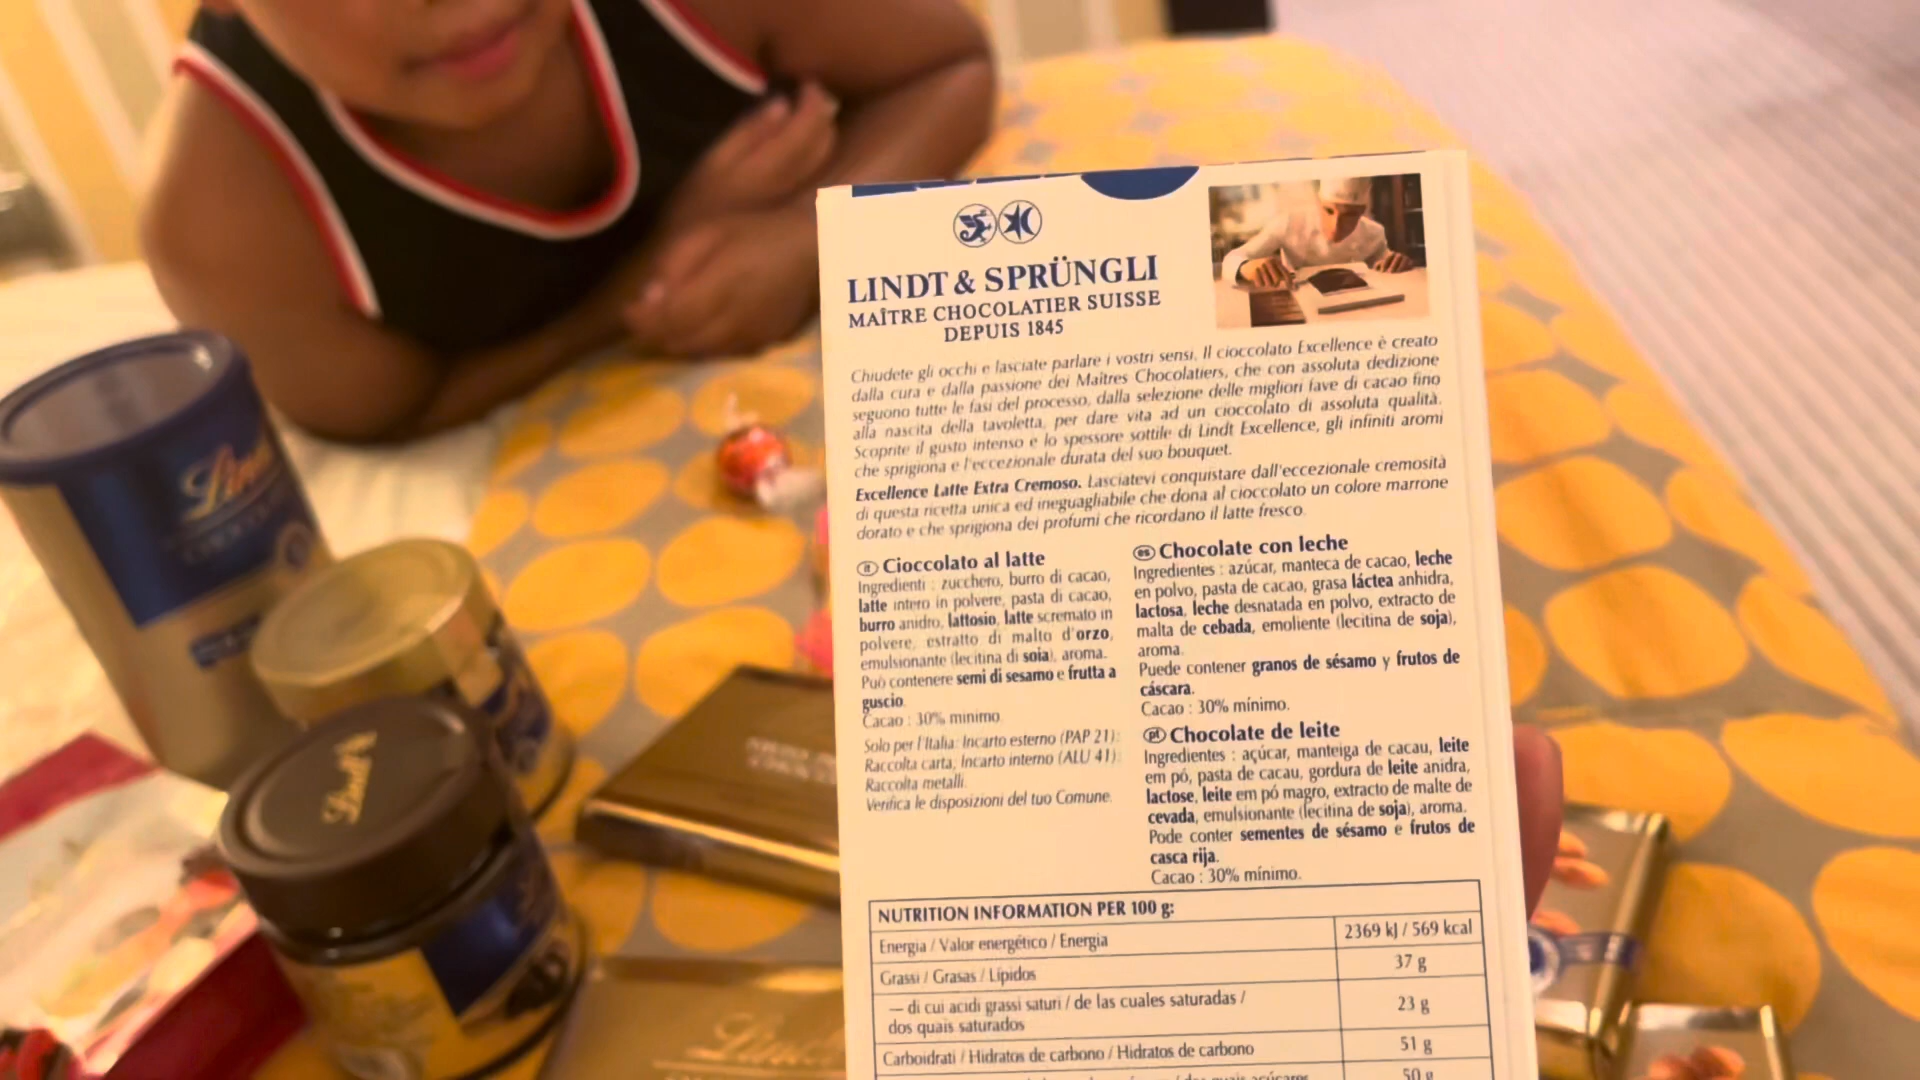 LINDT & SPRÜNGLI
MAÎTRE CHOCOLATIER SUISSE
DEPUIS 1845
Chiudete gli occhi e lasciate parlare i vostri sensi. Il cioccolato Excellence è creato
dalla cura e dalla passione dei Maîtres Chocolatiers, che con assoluta dedizione
seguono tutte le fasi del processo, dalla selezione delle migliori fave di cacao fino
alla nascita della tavoletta, per dare vita ad un cioccolato di assoluta qualità.
Scoprite il gusto intenso e lo spessore sottile di Lindt Excellence, gli infiniti aromi
che sprigiona e l'eccezionale durata del suo bouquet.
Excellence Latte Extra Cremoso. Lasciatevi conquistare dall'eccezionale cremosità
di questa ricetta unica ed ineguagliabile che dona al cioccolato un colore marrone
dorato e che sprigiona dei profumi che ricordano il latte fresco.
it Cioccolato al latte
Ingredienti : zucchero, burro di cacao,
latte intero in polvere, pasta di cacao,
burro anidro, lattosio, latte scremato in
polvere, estratto di malto d'orzo,
emulsionante (lecitina di soia), aroma.
Può contenere semi di sesamo e frutta a
guscio.
Cacao : 30% minimo.
Solo per l'Italia: Incarto esterno (PAP 21):
Raccolta carta; Incarto interno (ALU 41):
Raccolta metalli.
Verifica le disposizioni del tuo Comune.
es Chocolate con leche
Ingredientes : azúcar, manteca de cacao, leche
en polvo, pasta de cacao, grasa láctea anhidra,
lactosa, leche desnatada en polvo, extracto de
malta de cebada, emoliente (lecitina de soja),
aroma.
Puede contener granos de sésamo y frutos de
cáscara.
Cacao : 30% mínimo.
pt Chocolate de leite
Ingredientes : açúcar, manteiga de cacau, leite
em pó, pasta de cacau, gordura de leite anidra,
lactose, leite em pó magro, extracto de malte de
cevada, emulsionante (lecitina de soja), aroma.
Pode conter sementes de sésamo e frutos de
casca rija.
Cacao : 30% mínimo.
NUTRITION INFORMATION PER 100 g:
Energia / Valor energético / Energia 2369 kJ / 569 kcal
Grassi / Grasas / Lípidos 37 g
— di cui acidi grassi saturi / de las cuales saturadas /
dos quais saturados 23 g
Carboidrati / Hidratos de carbono / Hidratos de carbono 51 g
50 g
Lindt
Lindt